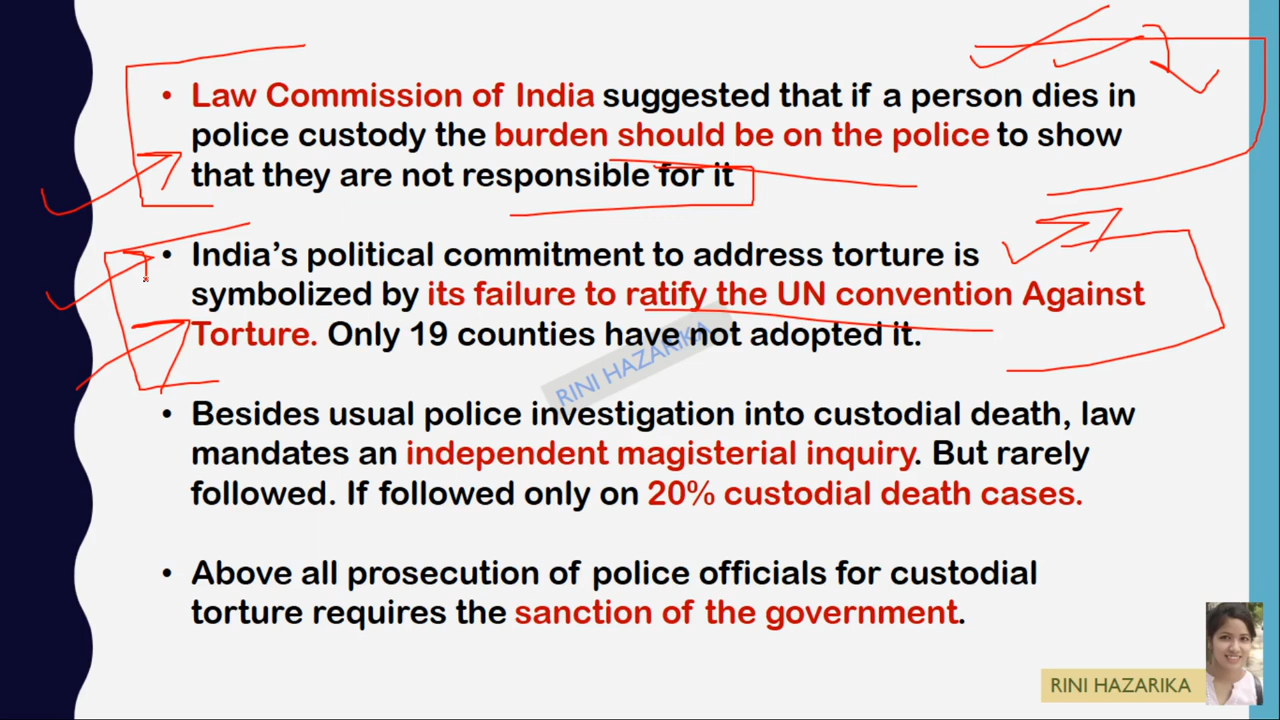 • Law Commission of India suggested that if a person dies in
police custody the burden should be on the police to show
that they are not responsible for it
• India's political commitment to address torture is
symbolized by its failure to ratify the UN convention Against
Torture. Only 19 counties have not adopted it.
RINI HAZARIKA
• Besides usual police investigation into custodial death, law
mandates an independent magisterial inquiry. But rarely
followed. If followed only on 20% custodial death cases.
• Above all prosecution of police officials for custodial
torture requires the sanction of the government.
RINI HAZARIKA